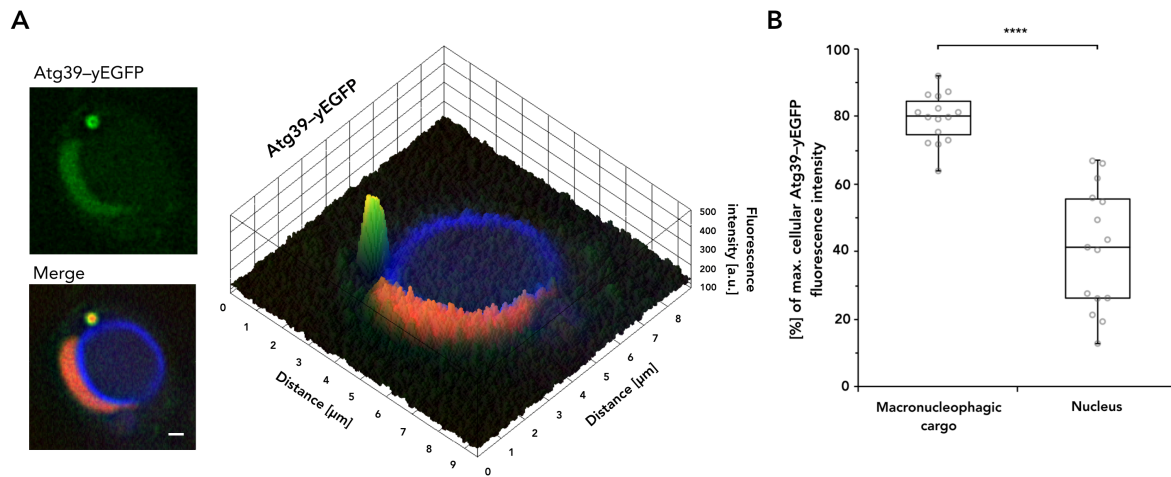 A
Atg39–yEGFP
Merge
Atg39–yEGFP
500
400
300
200
100
Fluorescence
intensity [a.u.]
0
1
2
3
4
5
6
7
8
9
Distance [µm]
0
1
2
3
4
5
6
7
8
Distance [µm]
B
****
[%] of max. cellular Atg39–yEGFP
fluorescence intensity
100
80
60
40
20
0
Macronucleophagic
cargo
Nucleus